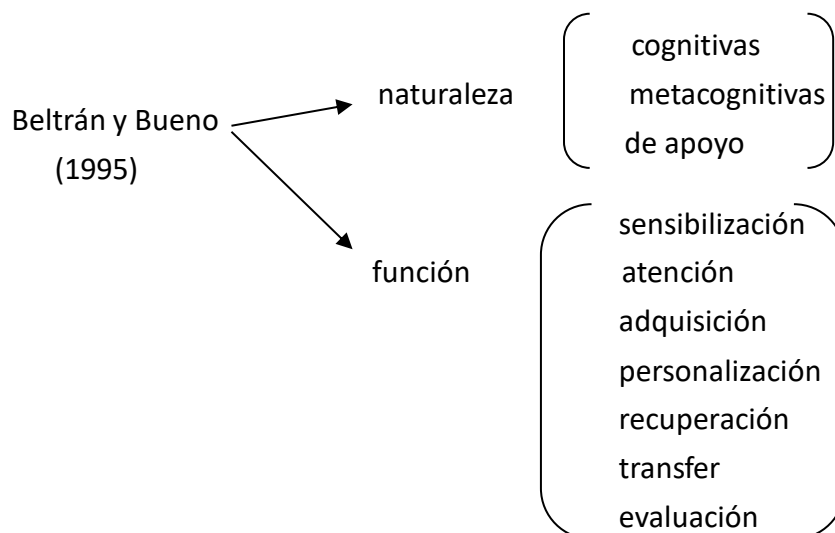 Beltrán y Bueno
(1995)
naturaleza
cognitivas
metacognitivas
de apoyo
función
sensibilización
atención
adquisición
personalización
recuperación
transfer
evaluación